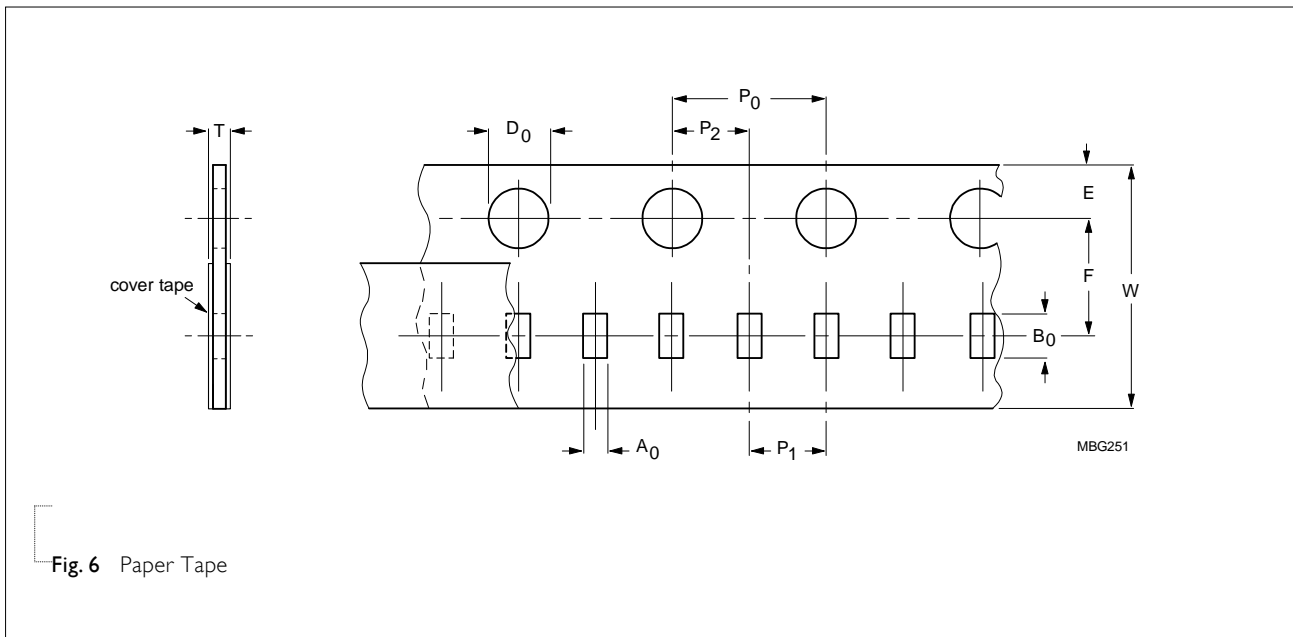 P0
T
D0
P2
E
cover tape
F
W
B0
A0
P1
MBG251
Fig. 6 Paper Tape